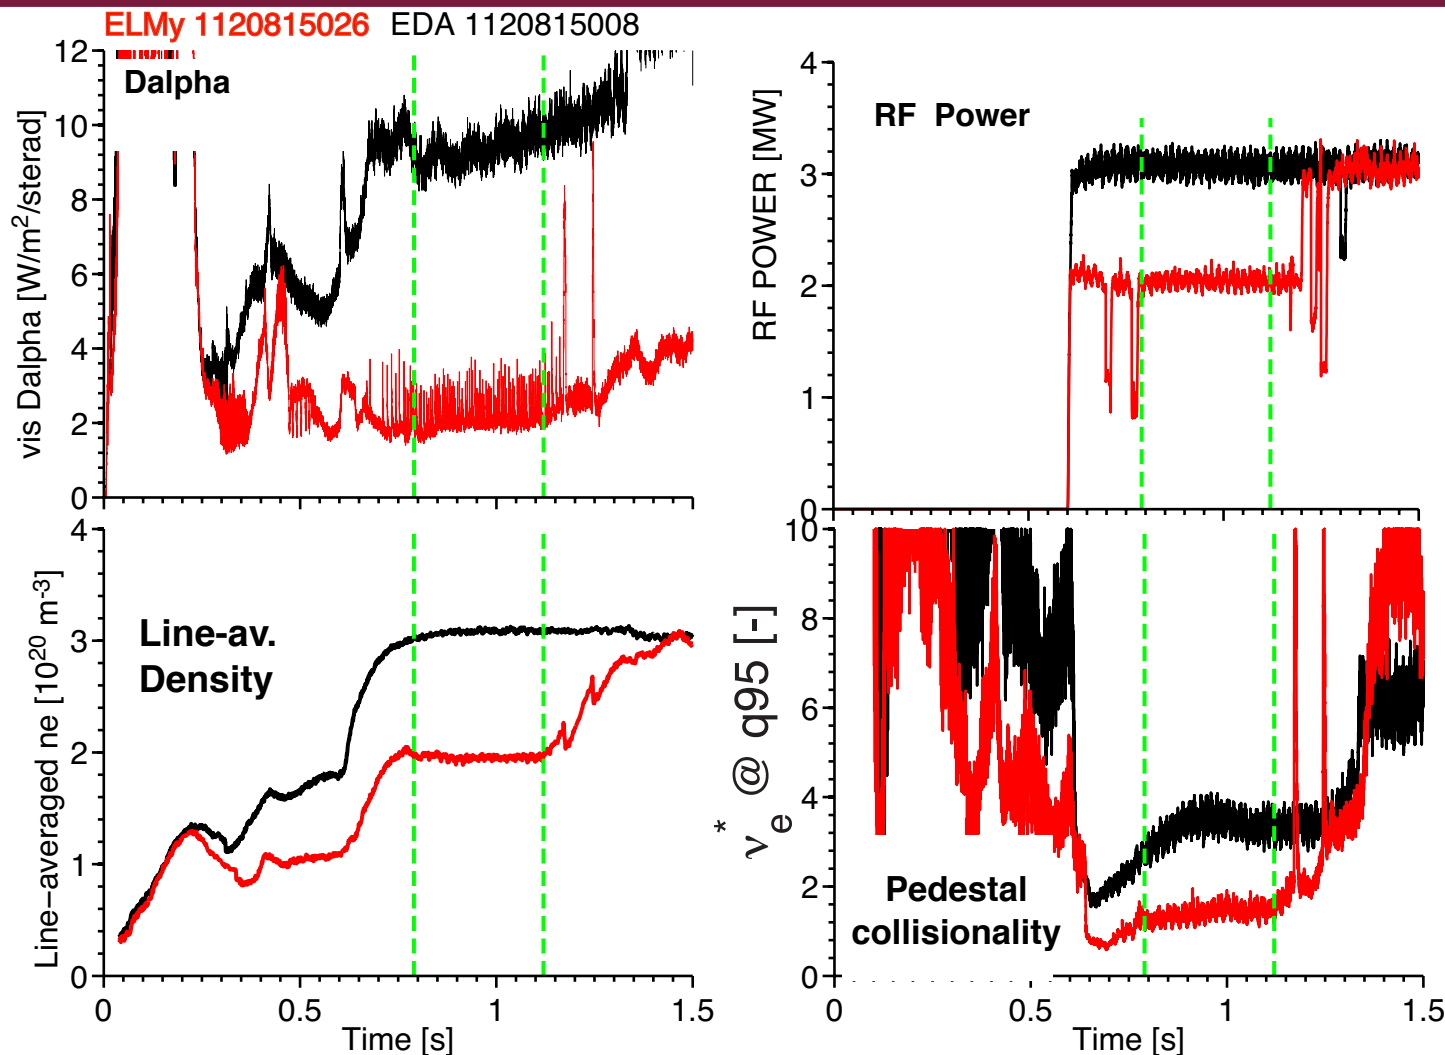 ELMy 1120815026 EDA 1120815008
Dalpha
vis Dalpha [W/m²/sterad]
12
10
8
6
4
2
0
RF Power
RF POWER [MW]
4
3
2
1
0
Line-av.
Density
Line−averaged ne [10²⁰ m⁻³]
4
3
2
1
0
0
0.5
1
1.5
Time [s]
Pedestal
collisionality
ν*e @ q95 [-]
10
8
6
4
2
0
0
0.5
1
1.5
Time [s]